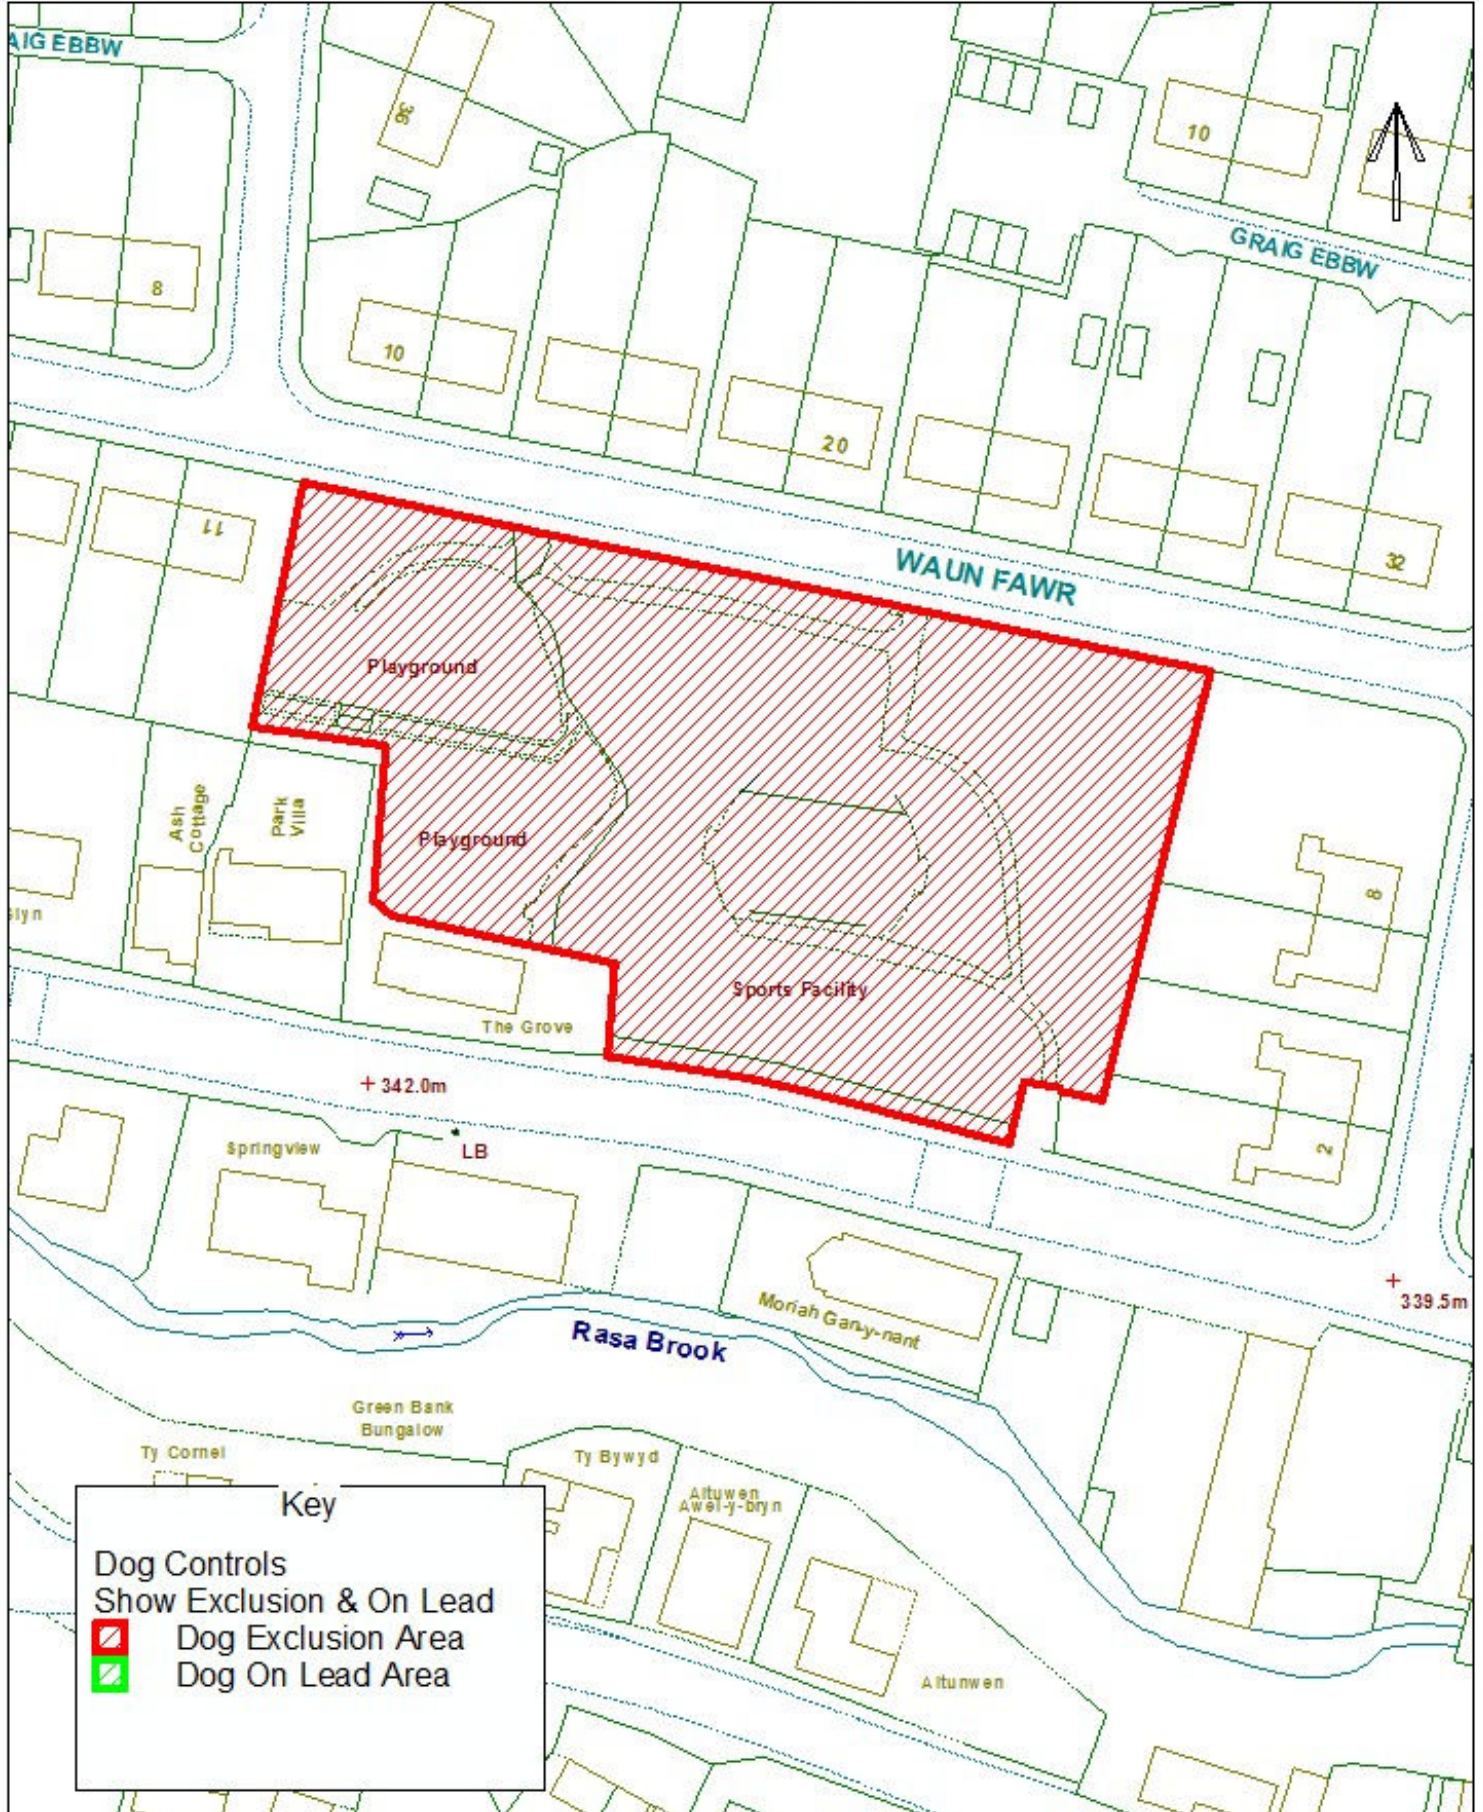 AIG EBBW
36
10
GRAIG EBBW
8
10
20
32
11
WAUN FAWR
Playground
Ash
Cottage
Park
Villa
Playground
8
slyn
Sports Facility
The Grove
342.0m
LB
Springview
2
339.5m
Moriah Gan-y-nant
Rasa Brook
Green Bank
Bungalow
Ty Cornel
Ty Bywyd
Altuwen
Awel-y-bryn
Altunwen
Key
Dog Controls
Show Exclusion & On Lead
Dog Exclusion Area
Dog On Lead Area